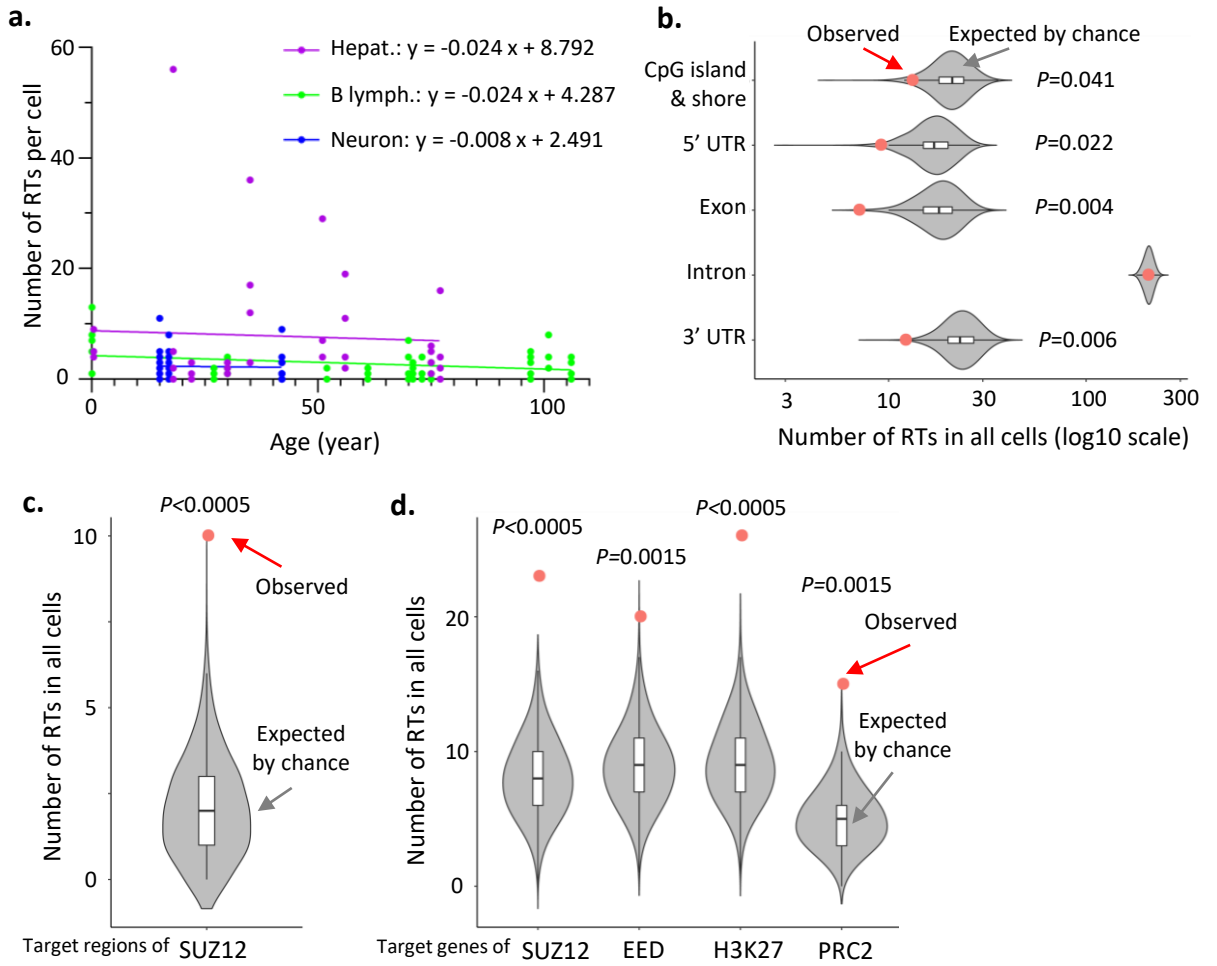 a.
60
40
20
0
Number of RTs per cell
Hepat.: y = -0.024 x + 8.792
B lymph.: y = -0.024 x + 4.287
Neuron: y = -0.008 x + 2.491
0 50 100
Age (year)
b.
Observed Expected by chance
CpG island
& shore
P=0.041
5’ UTR P=0.022
Exon P=0.004
Intron
3’ UTR P=0.006
3 10 30 100 300
Number of RTs in all cells (log10 scale)
c.
P<0.0005
10
5
0
Number of RTs in all cells
Observed
Expected
by chance
Target regions of SUZ12
d.
P<0.0005
P=0.0015
P<0.0005
P=0.0015
20
10
0
Number of RTs in all cells
Observed
Expected
by chance
Target genes of SUZ12 EED H3K27 PRC2